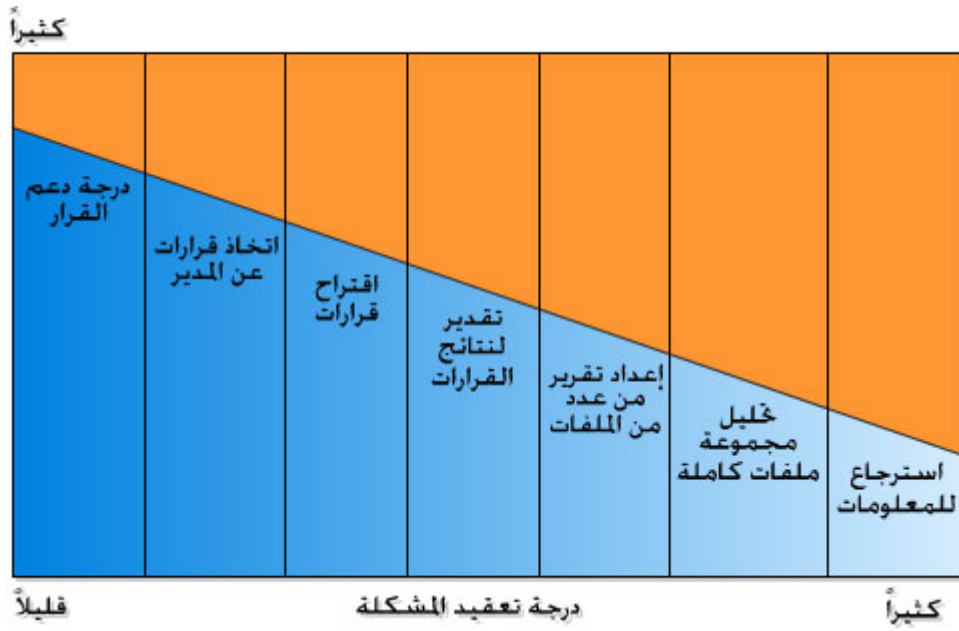 كثيراً
درجة دعم
القرار
اتخاذ قرارات
عن المدير
اقتراح
قرارات
تقدير
لنتائج
القرارات
إعداد تقرير
من عدد
من الملفات
تحليل
مجموعة
ملفات كاملة
استرجاع
للمعلومات
قليلاً
درجة تعقيد المشكلة
كثيراً